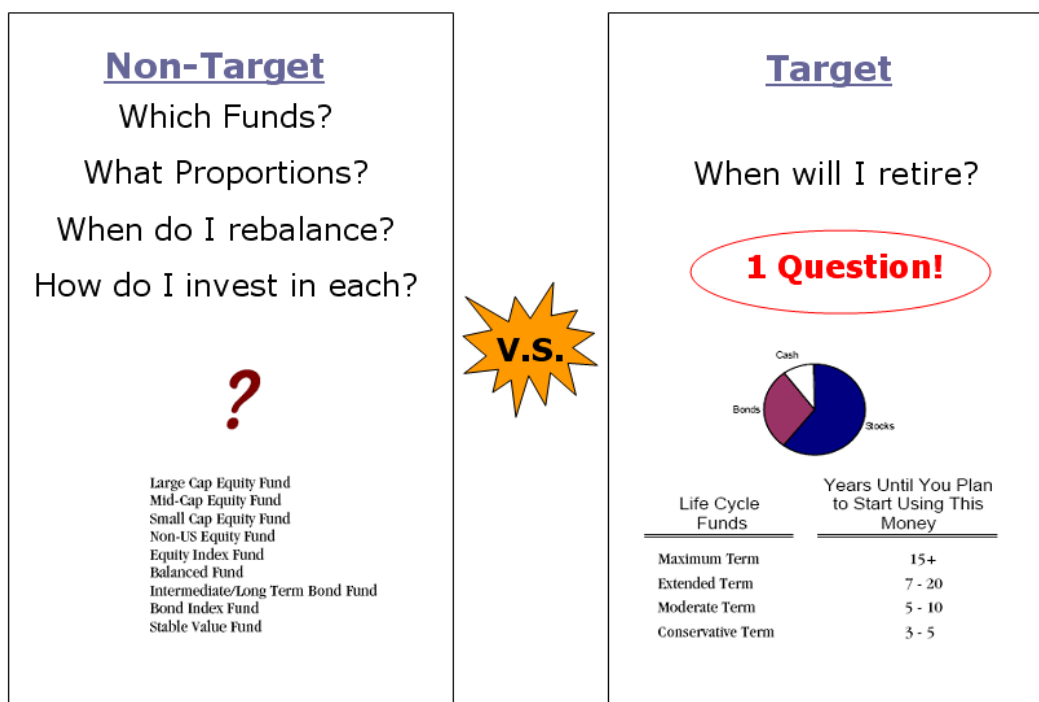 Non-Target
Which Funds?
What Proportions?
When do I rebalance?
How do I invest in each?
?
Large Cap Equity Fund
Mid-Cap Equity Fund
Small Cap Equity Fund
Non-US Equity Fund
Equity Index Fund
Balanced Fund
Intermediate/Long Term Bond Fund
Bond Index Fund
Stable Value Fund
V.S.
Target
When will I retire?
1 Question!
Cash
Bonds
Stocks
Life Cycle
Funds
Years Until You Plan
to Start Using This
Money
Maximum Term 15+
Extended Term 7 - 20
Moderate Term 5 - 10
Conservative Term 3 - 5